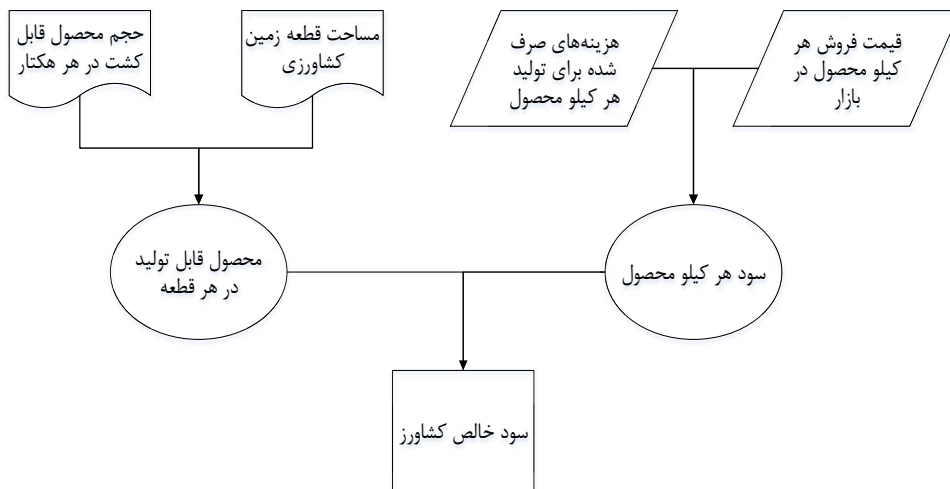 قیمت فروش هر
کیلو محصول در
بازار
هزینه‌های صرف
شده برای تولید
هر کیلو محصول
مساحت قطعه زمین
کشاورزی
حجم محصول قابل
کشت در هر هکتار
سود هر کیلو محصول
محصول قابل تولید
در هر قطعه
سود خالص کشاورز